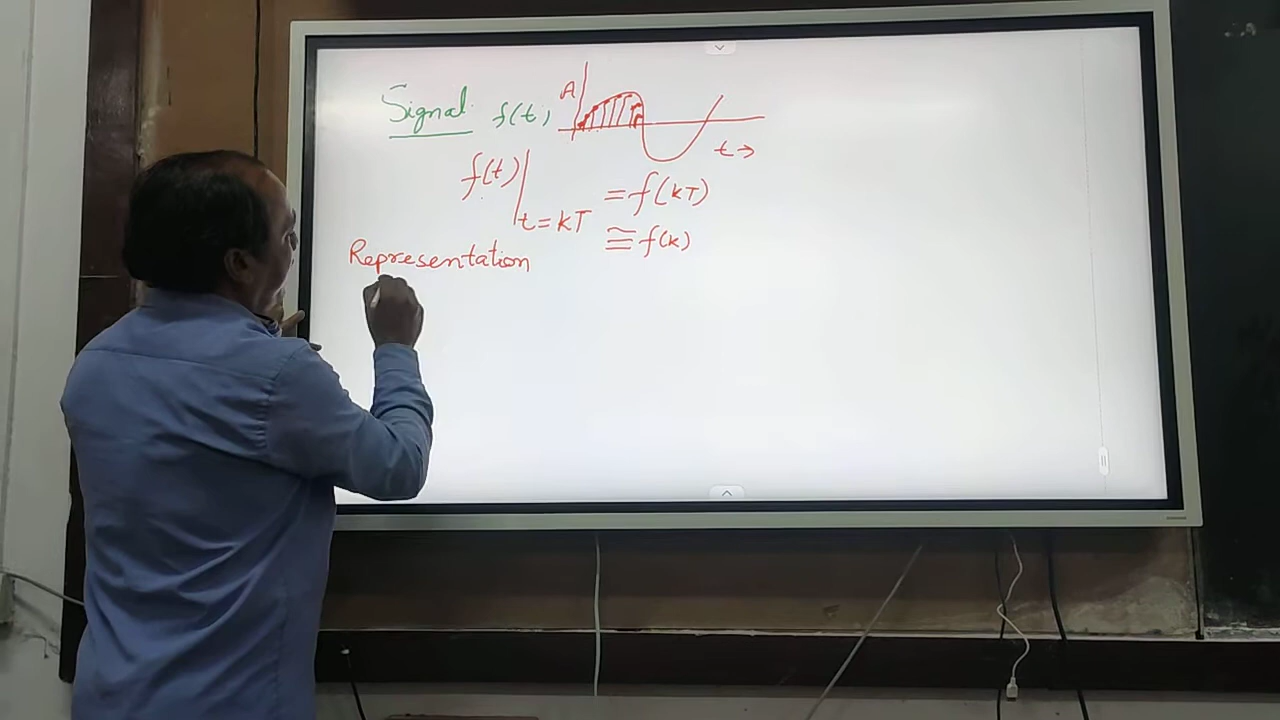 Signal f(t),
A
t →
f(t)|t=kT = f(kT)
≅ f(k)
Representation